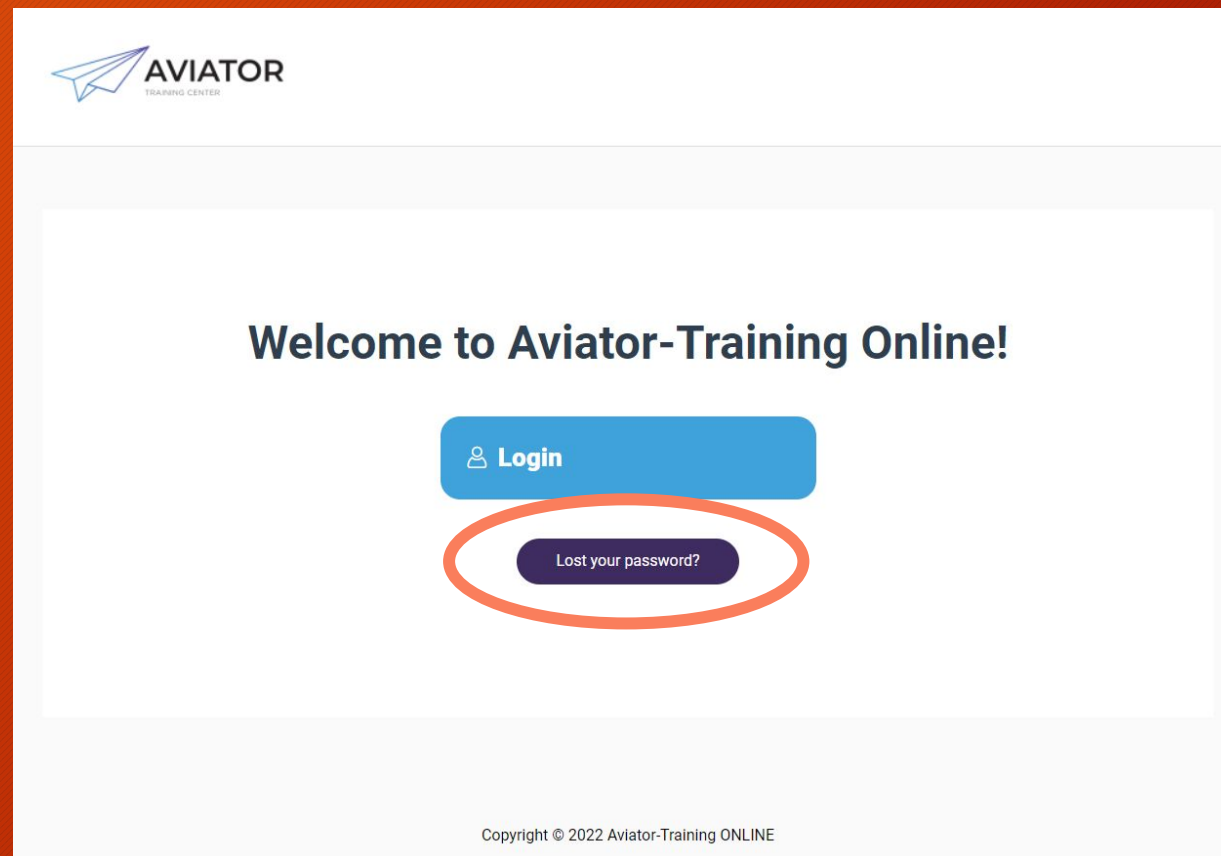 AVIATOR
TRAINING CENTER
Welcome to Aviator-Training Online!
Login
Lost your password?
Copyright © 2022 Aviator-Training ONLINE